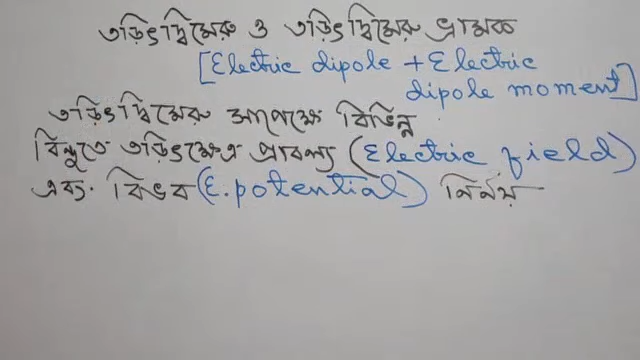 তড়িৎদ্বিমেরু ও তড়িৎদ্বিমেরু ভ্রামক
[Electric dipole + Electric
dipole moment]
তড়িৎদ্বিমেরু সাপেক্ষে বিভিন্ন
বিন্দুতে তড়িৎক্ষেত্র প্রাবল্য (Electric field)
এবং বিভব (E. potential) নির্ণয়